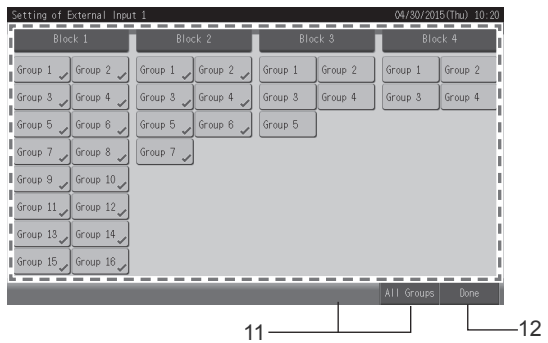 Setting of External Input 1 04/30/2015(Thu) 10:20
Block 1 Block 2 Block 3 Block 4
Group 1 Group 2 Group 1 Group 2 Group 1 Group 2 Group 1 Group 2
Group 3 Group 4 Group 3 Group 4 Group 3 Group 4 Group 3 Group 4
Group 5 Group 6 Group 5 Group 6 Group 5
Group 7 Group 8 Group 7
Group 9 Group 10
Group 11 Group 12
Group 13 Group 14
Group 15 Group 16
All Groups Done
11 12